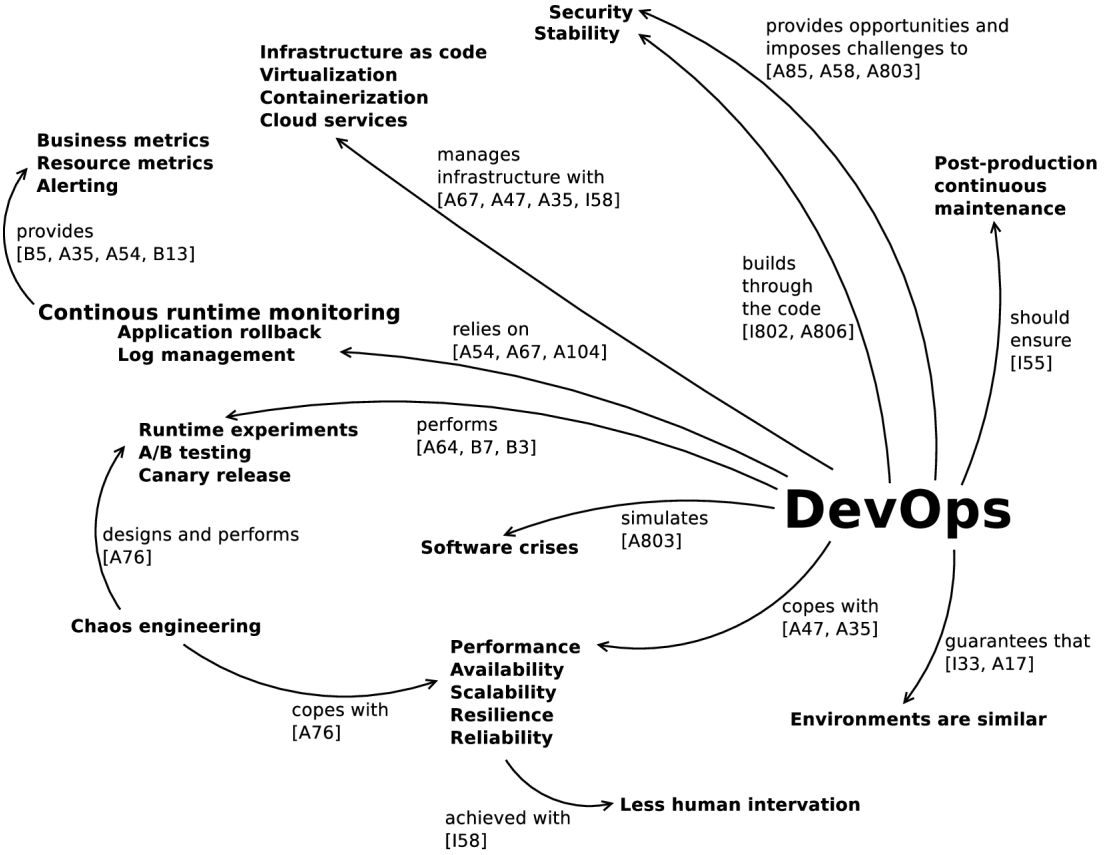 Security
Stability
provides opportunities and
imposes challenges to
[A85, A58, A803]
Infrastructure as code
Virtualization
Containerization
Cloud services
Business metrics
Resource metrics
Alerting
manages
infrastructure with
[A67, A47, A35, I58]
Post-production
continuous
maintenance
provides
[B5, A35, A54, B13]
builds
through
the code
[I802, A806]
Continous runtime monitoring
Application rollback
Log management
relies on
[A54, A67, A104]
should
ensure
[I55]
Runtime experiments
A/B testing
Canary release
performs
[A64, B7, B3]
DevOps
designs and performs
[A76]
simulates
[A803]
Software crises
Chaos engineering
copes with
[A47, A35]
Performance
Availability
Scalability
Resilience
Reliability
guarantees that
[I33, A17]
copes with
[A76]
Environments are similar
achieved with
[I58]
Less human intervation